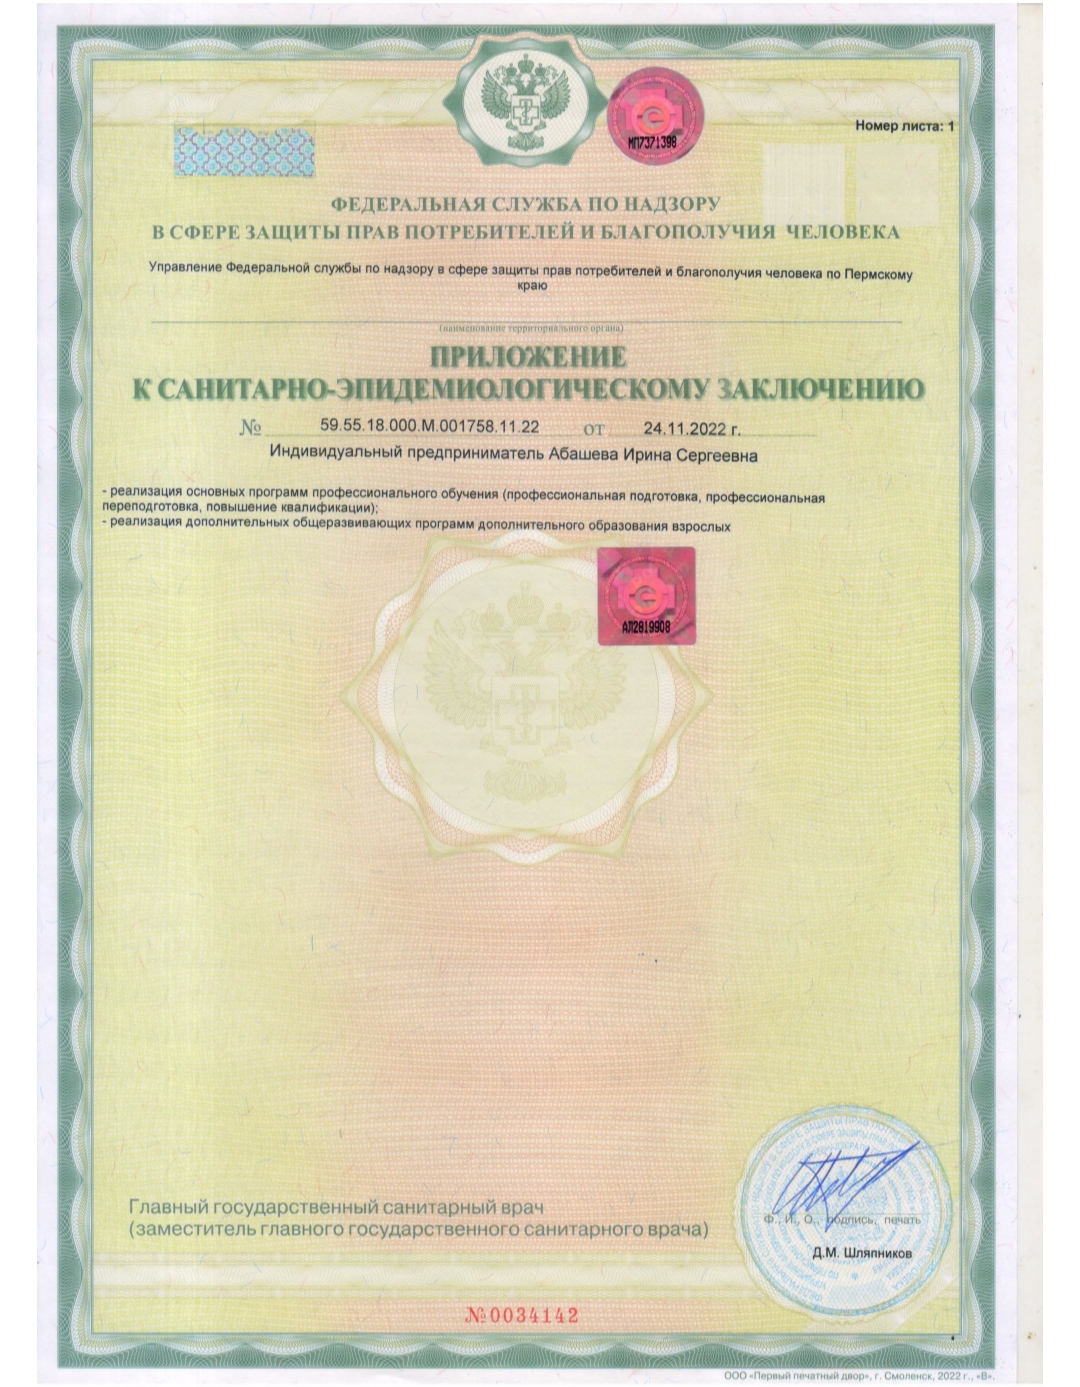 МП7371398
Номер листа: 1
ФЕДЕРАЛЬНАЯ СЛУЖБА ПО НАДЗОРУ
В СФЕРЕ ЗАЩИТЫ ПРАВ ПОТРЕБИТЕЛЕЙ И БЛАГОПОЛУЧИЯ ЧЕЛОВЕКА
Управление Федеральной службы по надзору в сфере защиты прав потребителей и благополучия человека по Пермскому
краю
(наименование территориального органа)
ПРИЛОЖЕНИЕ
К САНИТАРНО-ЭПИДЕМИОЛОГИЧЕСКОМУ ЗАКЛЮЧЕНИЮ
№ 59.55.18.000.М.001758.11.22 ОТ 24.11.2022 г.
Индивидуальный предприниматель Абашева Ирина Сергеевна
- реализация основных программ профессионального обучения (профессиональная подготовка, профессиональная
переподготовка, повышение квалификации);
- реализация дополнительных общеразвивающих программ дополнительного образования взрослых
АЛ2819908
Главный государственный санитарный врач
(заместитель главного государственного санитарного врача)
Ф., И., О., подпись, печать
Д.М. Шляпников
№0034142
ООО «Первый печатный двор», г. Смоленск, 2022 г., «В».